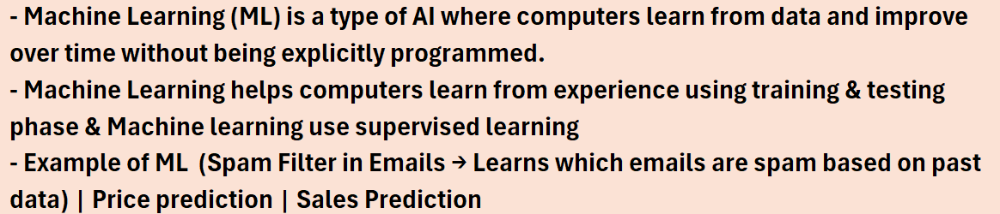 - Machine Learning (ML) is a type of AI where computers learn from data and improve
over time without being explicitly programmed.
- Machine Learning helps computers learn from experience using training & testing
phase & Machine learning use supervised learning
- Example of ML  (Spam Filter in Emails → Learns which emails are spam based on past
data) | Price prediction | Sales Prediction